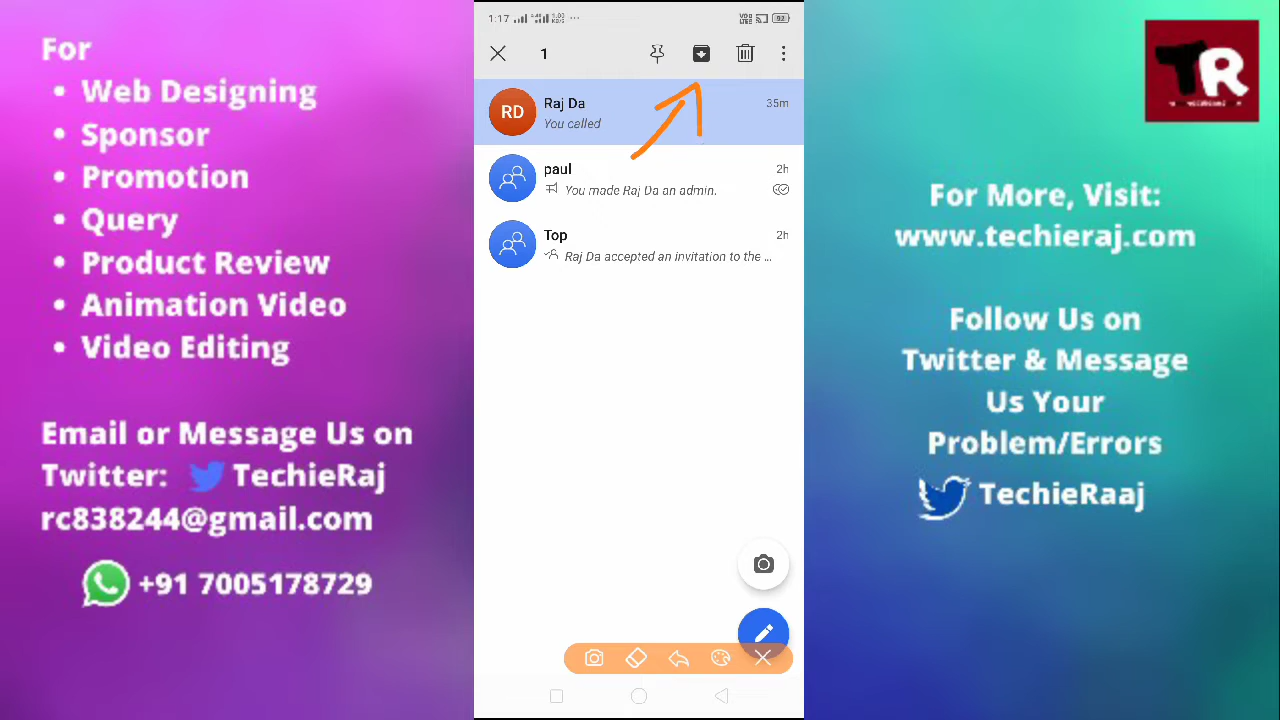 For
• Web Designing
• Sponsor
• Promotion
• Query
• Product Review
• Animation Video
• Video Editing
Email or Message Us on
Twitter: TechieRaj
rc838244@gmail.com
+91 7005178729
1:17
92
1
RD
Raj Da
35m
You called
paul
2h
You made Raj Da an admin.
Top
2h
Raj Da accepted an invitation to the ...
TR
For More, Visit:
www.techieraj.com
Follow Us on
Twitter & Message
Us Your
Problem/Errors
TechieRaaj